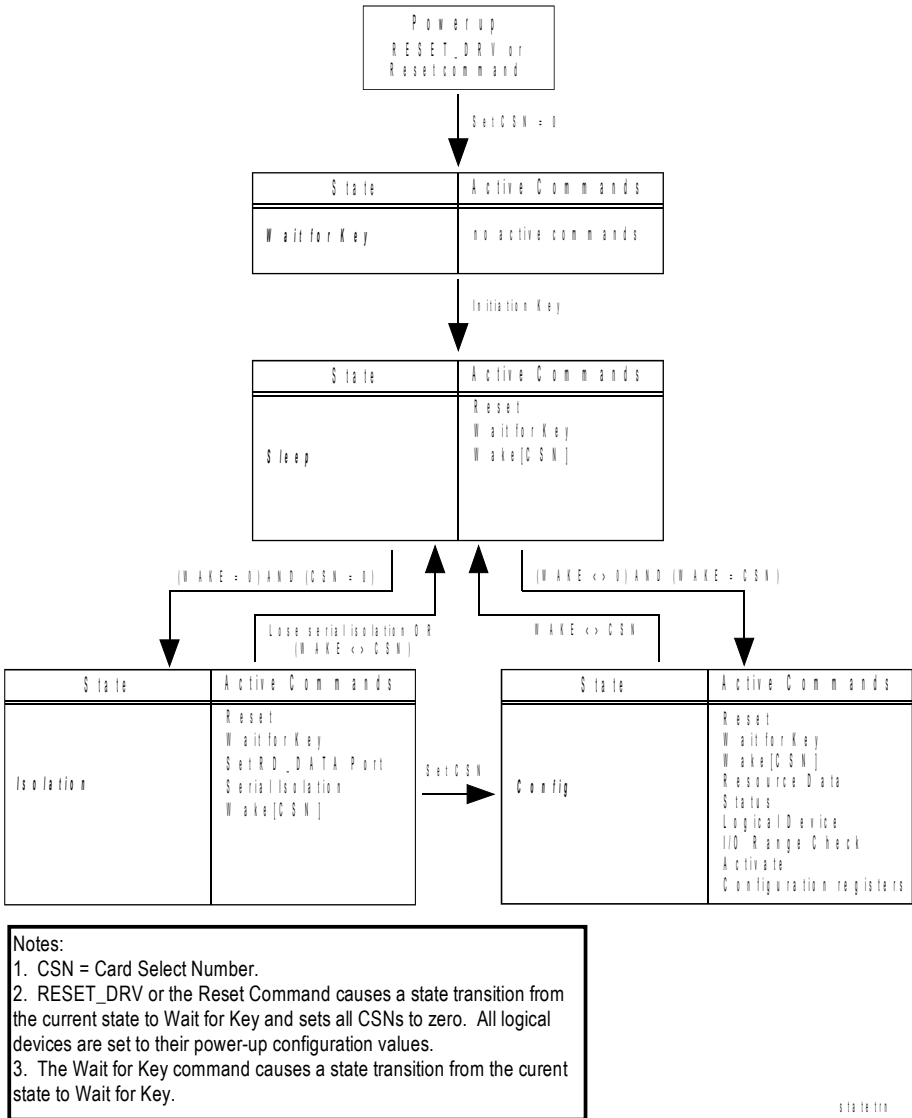 Power up
RESET_DRV or
Reset command
Set CSN = 0
State
Active Commands
Wait for Key
no active commands
Initiation Key
State
Active Commands
Sleep
Reset
Wait for Key
Wake[CSN]
(WAKE = 0) AND (CSN = 0)
(WAKE <> 0) AND (WAKE = CSN)
Lose serial isolation OR
(WAKE <> CSN)
WAKE <> CSN
State
Active Commands
Isolation
Reset
Wait for Key
Set RD_DATA Port
Serial Isolation
Wake[CSN]
Set CSN
State
Active Commands
Config
Reset
Wait for Key
Wake[CSN]
Resource Data
Status
Logical Device
I/O Range Check
Activate
Configuration registers
Notes:
1. CSN = Card Select Number.
2. RESET_DRV or the Reset Command causes a state transition from
the current state to Wait for Key and sets all CSNs to zero. All logical
devices are set to their power-up configuration values.
3. The Wait for Key command causes a state transition from the curent
state to Wait for Key.
statetrn